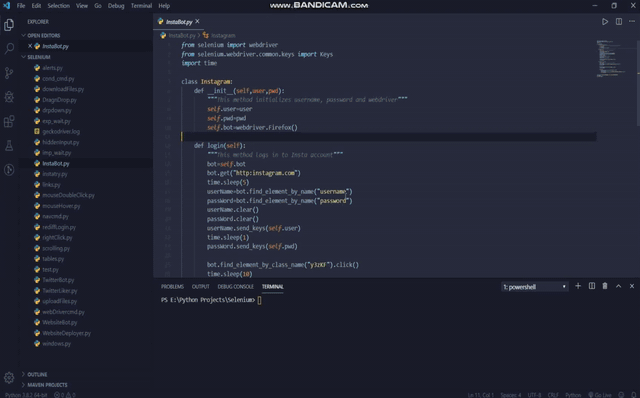 www.BANDICAM.com
File Edit Selection View Go Debug Terminal Help
EXPLORER
OPEN EDITORS
InstaBot.py
SELENIUM
alerts.py
cond_cmd.py
downloadFiles.py
DragnDrop.py
drpdown.py
exp_wait.py
geckodriver.log
hiddenInput.py
imp_wait.py
InstaBot.py
instatry.py
links.py
mouseDoubleClick.py
mouseHover.py
navcmd.py
rediffLogin.py
rightClick.py
scrolling.py
tables.py
test.py
TwitterBot.py
TwitterLiker.py
uploadFiles.py
webDrivercmd.py
WebsiteBot.py
WebsiteDeployer.py
windows.py
OUTLINE
MAVEN PROJECTS
InstaBot.py
InstaBot.py > Instagram
from selenium import webdriver
from selenium.webdriver.common.keys import Keys
import time
class Instagram:
def __init__(self,user,pwd):
"""This method initializes username, password and webdriver"""
self.user=user
self.pwd=pwd
self.bot=webdriver.Firefox()
def login(self):
"""This method logs in to Insta account"""
bot=self.bot
bot.get("http:instagram.com")
time.sleep(5)
userName=bot.find_element_by_name("username")
passWord=bot.find_element_by_name("password")
userName.clear()
passWord.clear()
userName.send_keys(self.user)
time.sleep(1)
passWord.send_keys(self.pwd)
bot.find_element_by_class_name("y3zKF").click()
time.sleep(10)
PROBLEMS OUTPUT DEBUG CONSOLE TERMINAL
1: powershell
PS E:\Python Projects\Selenium>
Python 3.8.2 64-bit 0 5
Ln 11, Col 1 Spaces: 4 UTF-8 CRLF Python Go Live